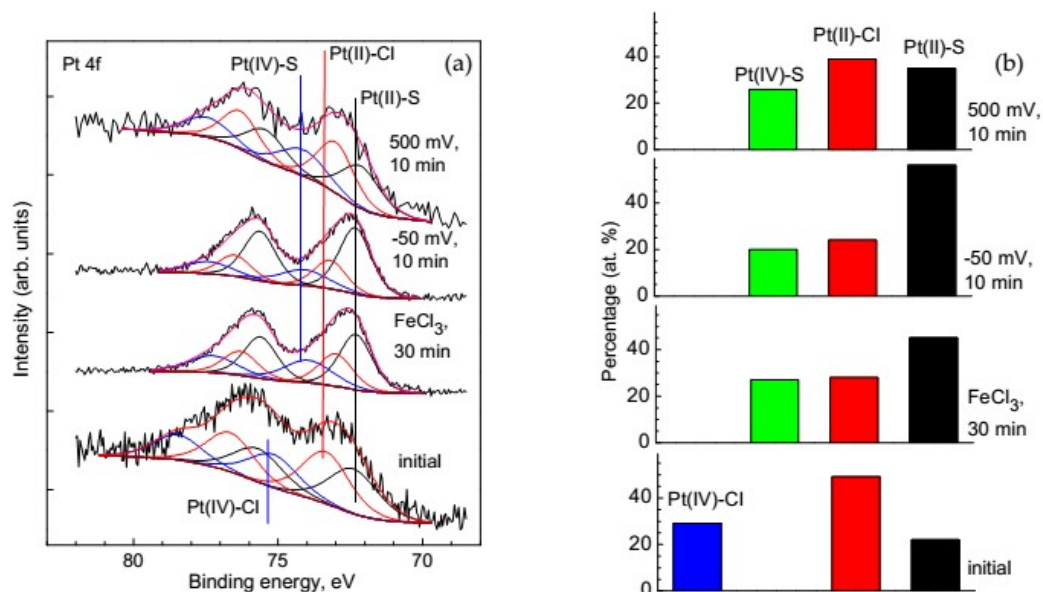 Pt 4f
Pt(IV)-S
Pt(II)-Cl
(a)
Pt(II)-S
500 mV,
10 min
-50 mV,
10 min
FeCl3,
30 min
initial
Pt(IV)-Cl
Intensity (arb. units)
80
75
70
Binding energy, eV
Pt(IV)-S
Pt(II)-Cl
Pt(II)-S
(b)
40
20
0
500 mV,
10 min
40
20
0
-50 mV,
10 min
40
20
0
FeCl3,
30 min
Pt(IV)-Cl
40
20
0
initial
Percentage (at. %)